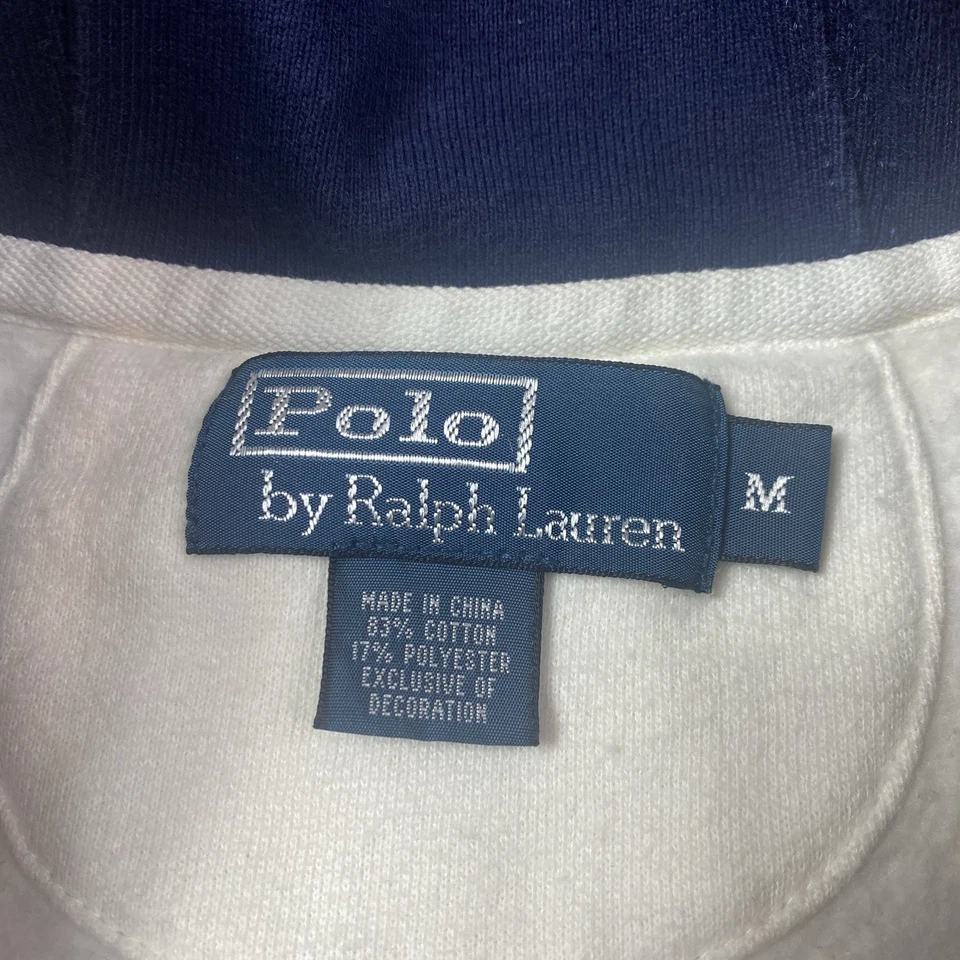 Polo
by Ralph Lauren
M
MADE IN CHINA
83% COTTON
17% POLYESTER
EXCLUSIVE OF
DECORATION